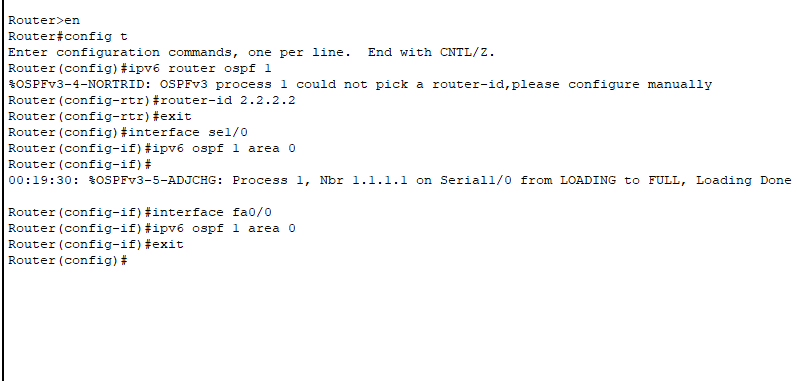 Router>en
Router#config t
Enter configuration commands, one per line.  End with CNTL/Z.
Router(config)#ipv6 router ospf 1
%OSPFv3-4-NORTRID: OSPFv3 process 1 could not pick a router-id,please configure manually
Router(config-rtr)#router-id 2.2.2.2
Router(config-rtr)#exit
Router(config)#interface se1/0
Router(config-if)#ipv6 ospf 1 area 0
Router(config-if)#
00:19:30: %OSPFv3-5-ADJCHG: Process 1, Nbr 1.1.1.1 on Serial1/0 from LOADING to FULL, Loading Done
Router(config-if)#interface fa0/0
Router(config-if)#ipv6 ospf 1 area 0
Router(config-if)#exit
Router(config)#